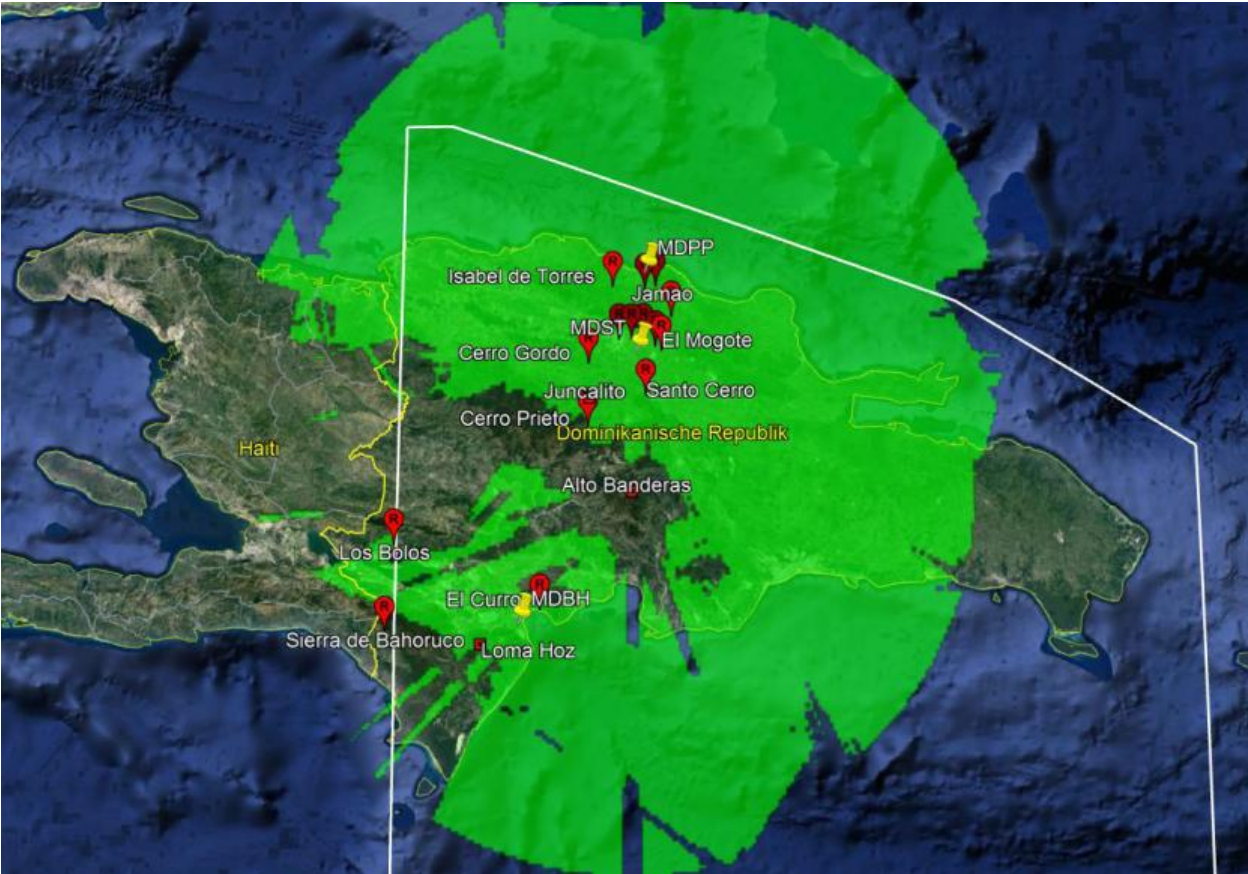 MDPP
Isabel de Torres
Jamao
MDST
El Mogote
Cerro Gordo
Juncalito
Santo Cerro
Cerro Prieto
Dominikanische Republik
Haiti
Alto Banderas
Los Bolos
El Curro MDBH
Sierra de Bahoruco
Loma Hoz